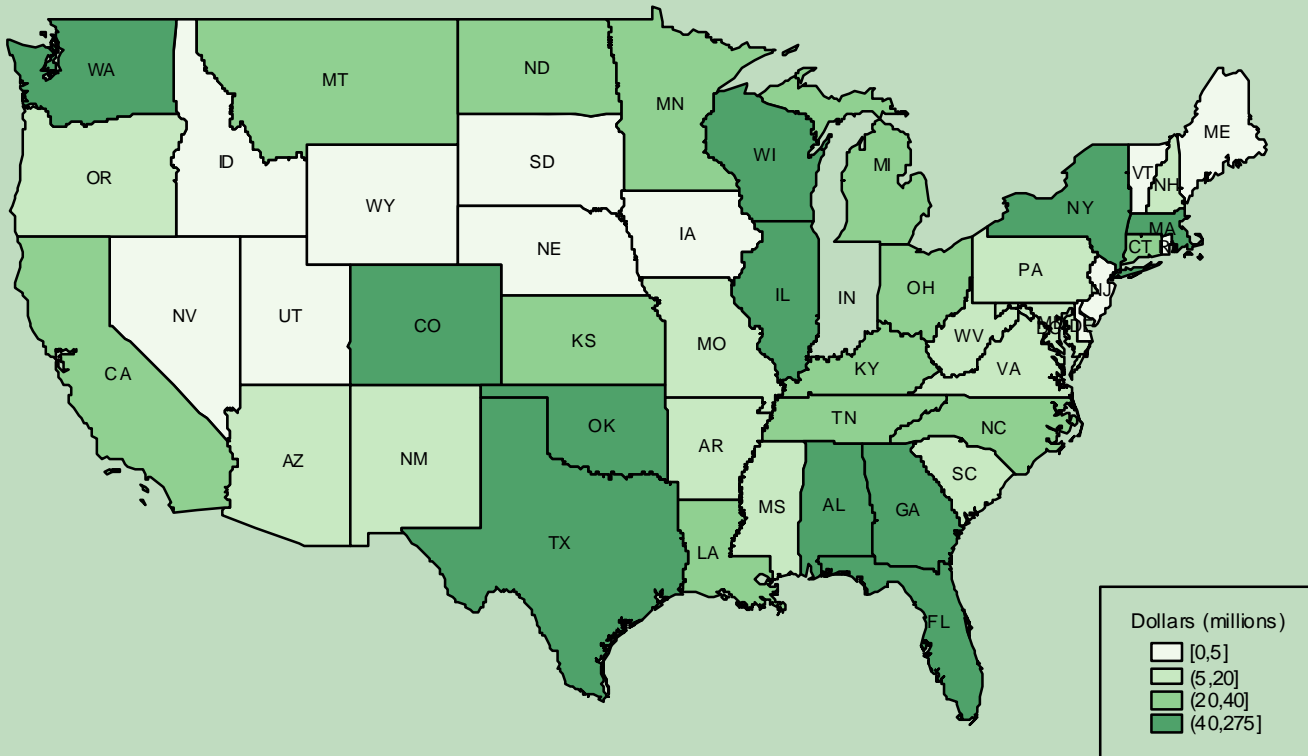 WA
MT
ND
MN
ME
ID
SD
WI
MI
VT
NH
OR
WY
NY
MA
IA
CT
NE
PA
NV
UT
IL
IN
OH
NJ
CO
KS
MO
WV
VA
CA
KY
TN
NC
OK
AZ
NM
AR
SC
MS
AL
GA
TX
LA
FL
Dollars (millions)
[0,5]
(5,20]
(20,40]
(40,275]